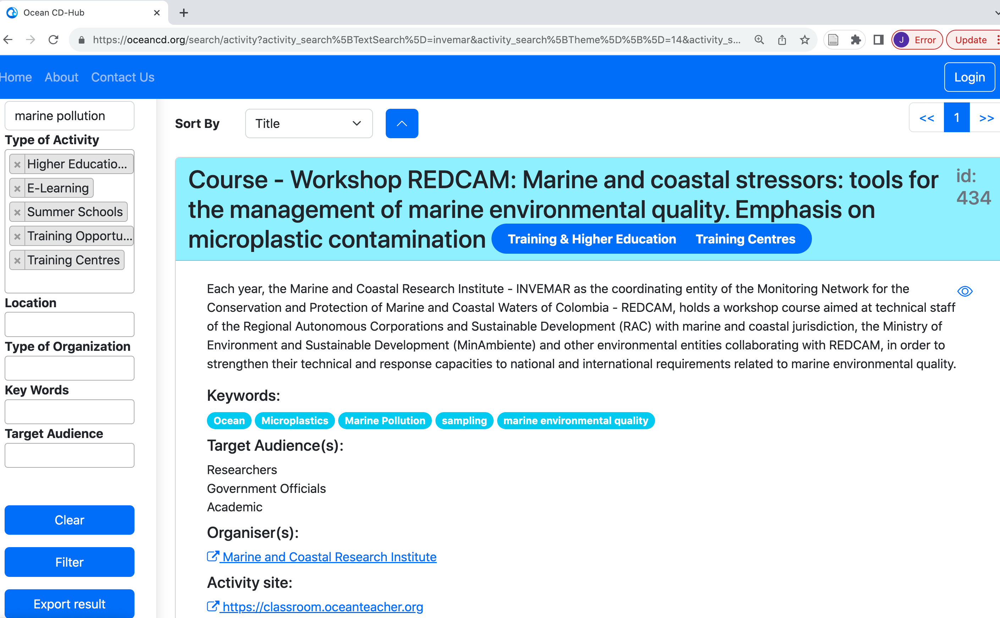 Ocean CD-Hub
https://oceancd.org/search/activity?activity_search%5BTextSearch%5D=invemar&activity_search%5BTheme%5D%5B%5D=14&activity_s...
J Error
Update
Home About Contact Us
Login
marine pollution
Type of Activity
× Higher Educatio...
× E-Learning
× Summer Schools
× Training Opportu...
× Training Centres
Location
Type of Organization
Key Words
Target Audience
Clear
Filter
Export result
Sort By Title
<< 1 >>
Course - Workshop REDCAM: Marine and coastal stressors: tools for
the management of marine environmental quality. Emphasis on
microplastic contamination Training & Higher Education Training Centres
id:
434
Each year, the Marine and Coastal Research Institute - INVEMAR as the coordinating entity of the Monitoring Network for the
Conservation and Protection of Marine and Coastal Waters of Colombia - REDCAM, holds a workshop course aimed at technical staff
of the Regional Autonomous Corporations and Sustainable Development (RAC) with marine and coastal jurisdiction, the Ministry of
Environment and Sustainable Development (MinAmbiente) and other environmental entities collaborating with REDCAM, in order to
strengthen their technical and response capacities to national and international requirements related to marine environmental quality.
Keywords:
Ocean Microplastics Marine Pollution sampling marine environmental quality
Target Audience(s):
Researchers
Government Officials
Academic
Organiser(s):
Marine and Coastal Research Institute
Activity site:
https://classroom.oceanteacher.org